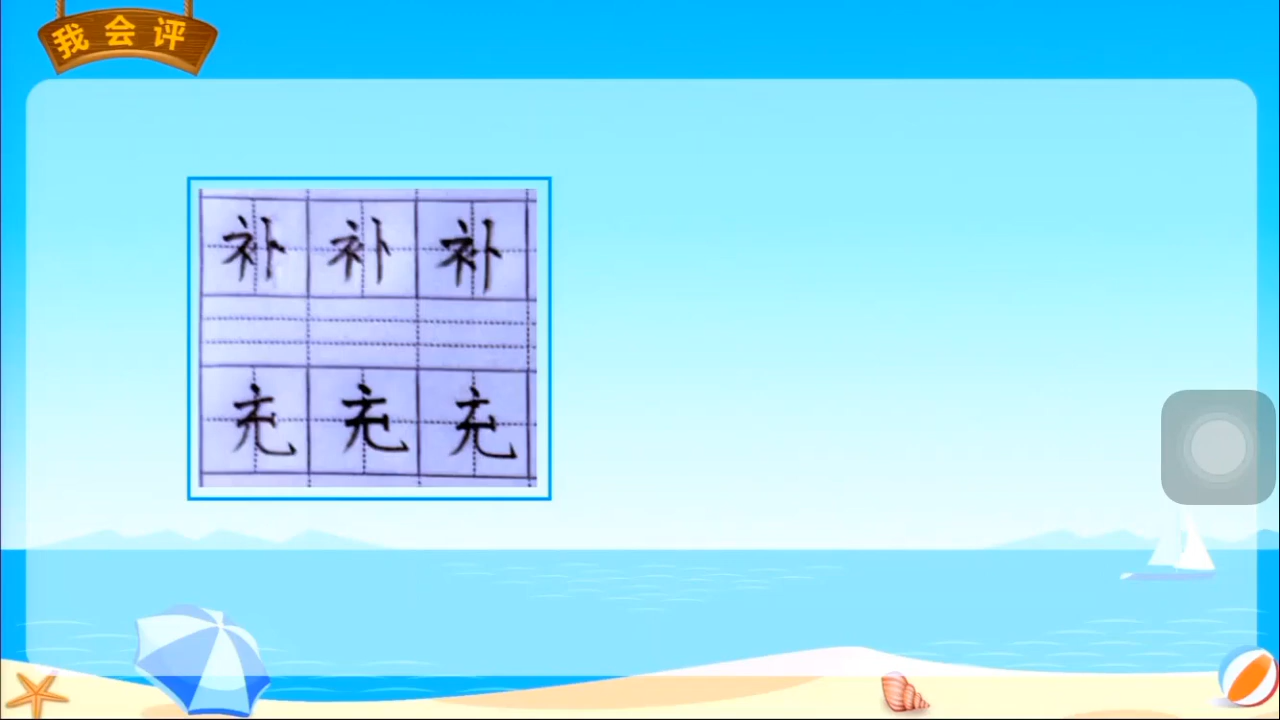 我会评
补 补 补
充 充 充